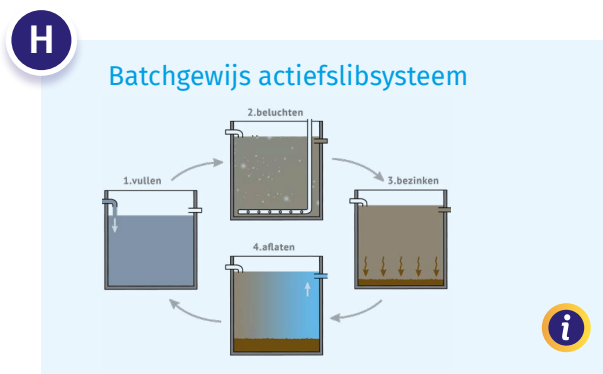 H
Batchgewijs actiefslibsysteem
2.beluchten
1.vullen
3.bezinken
4.aflaten
i